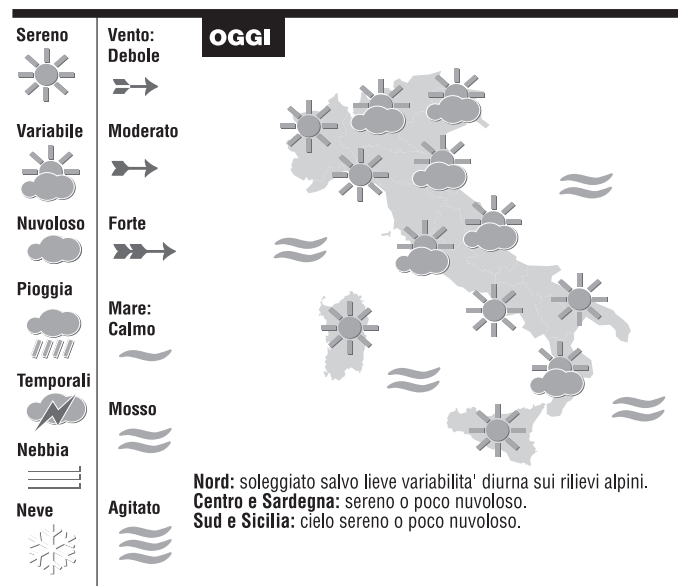 Sereno
Variabile
Nuvoloso
Pioggia
Temporali
Nebbia
Neve
Vento:
Debole
Moderato
Forte
Mare:
Calmo
Mosso
Agitato
OGGI
Nord: soleggiato salvo lieve variabilita' diurna sui rilievi alpini.
Centro e Sardegna: sereno o poco nuvoloso.
Sud e Sicilia: cielo sereno o poco nuvoloso.